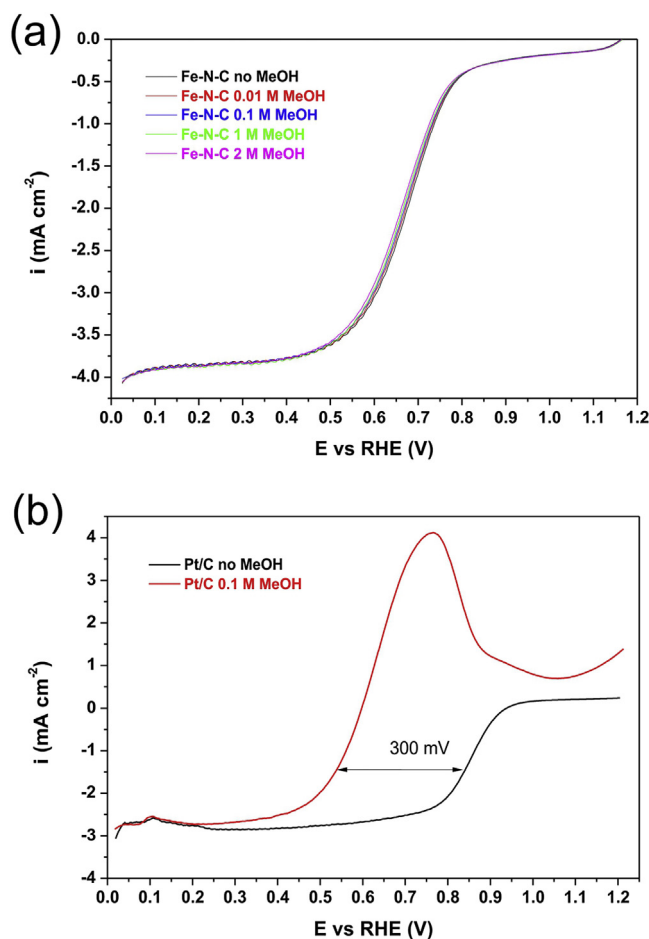 (a)
0.0
-0.5
-1.0
-1.5
-2.0
-2.5
-3.0
-3.5
-4.0
i (mA cm-2)
Fe-N-C no MeOH
Fe-N-C 0.01 M MeOH
Fe-N-C 0.1 M MeOH
Fe-N-C 1 M MeOH
Fe-N-C 2 M MeOH
0.0 0.1 0.2 0.3 0.4 0.5 0.6 0.7 0.8 0.9 1.0 1.1 1.2
E vs RHE (V)
(b)
4
3
2
1
0
-1
-2
-3
-4
i (mA cm-2)
Pt/C no MeOH
Pt/C 0.1 M MeOH
300 mV
0.0 0.1 0.2 0.3 0.4 0.5 0.6 0.7 0.8 0.9 1.0 1.1 1.2
E vs RHE (V)